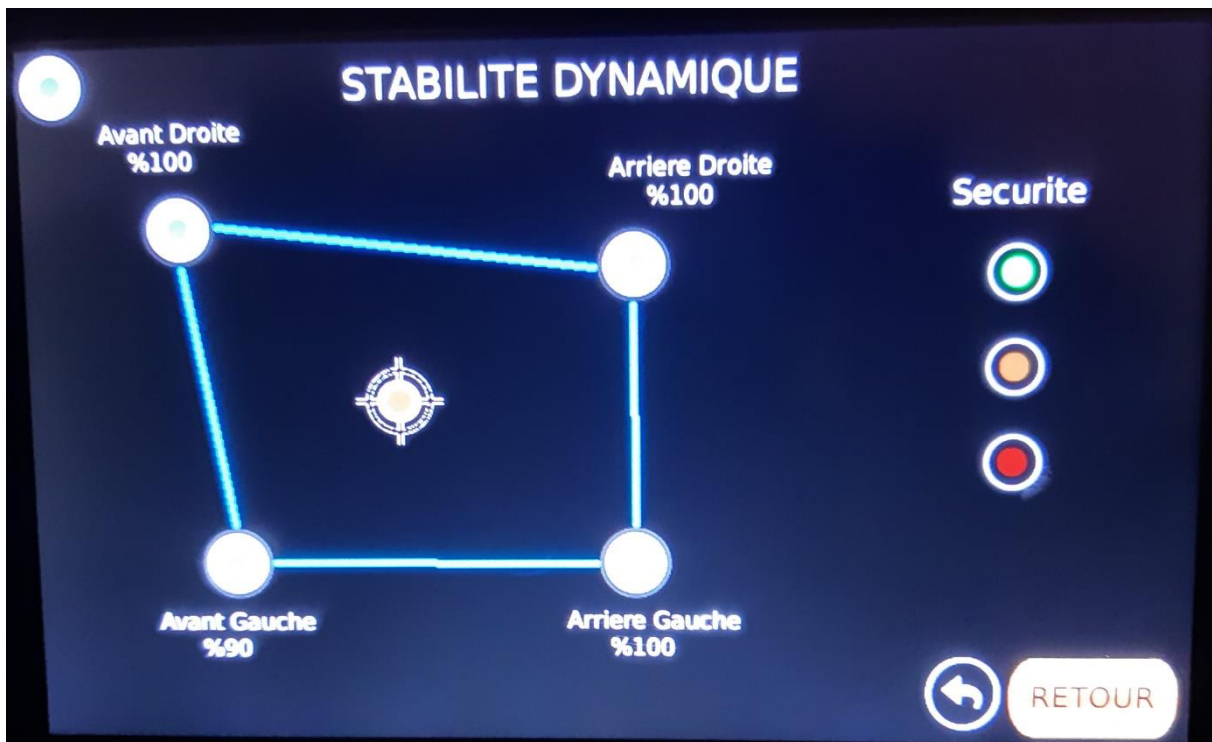 STABILITE DYNAMIQUE
Avant Droite
%100
Arriere Droite
%100
Securite
Avant Gauche
%90
Arriere Gauche
%100
RETOUR